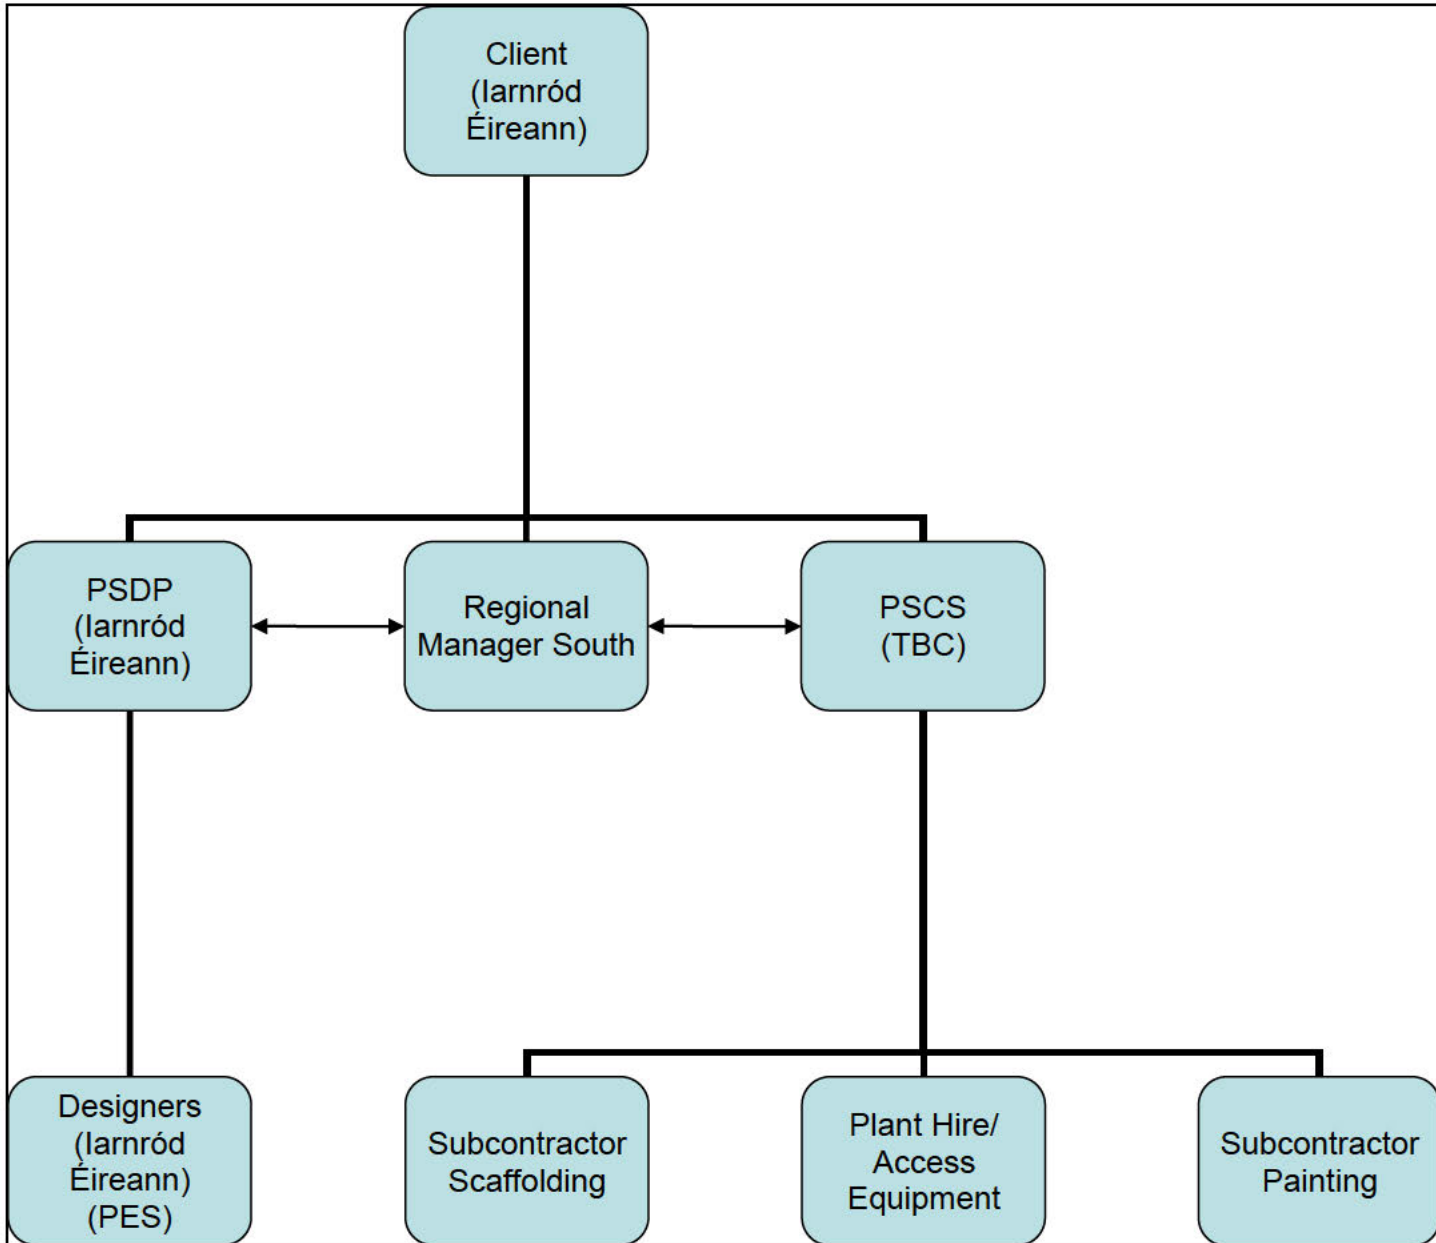 Client
(Iarnród
Éireann)
PSDP
(Iarnród
Éireann)
Regional
Manager South
PSCS
(TBC)
Designers
(Iarnród
Éireann)
(PES)
Subcontractor
Scaffolding
Plant Hire/
Access
Equipment
Subcontractor
Painting